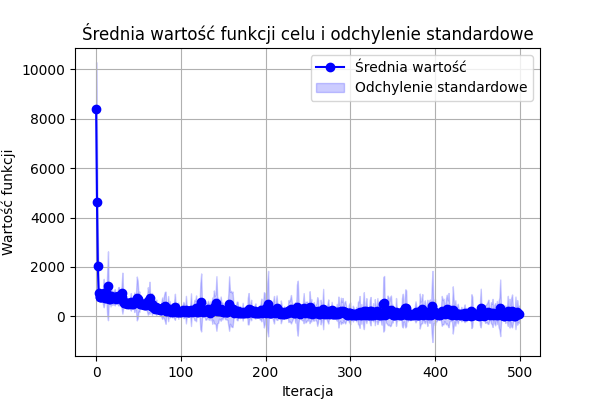 Średnia wartość funkcji celu i odchylenie standardowe
Średnia wartość
Odchylenie standardowe
Wartość funkcji
10000
8000
6000
4000
2000
0
0 100 200 300 400 500
Iteracja